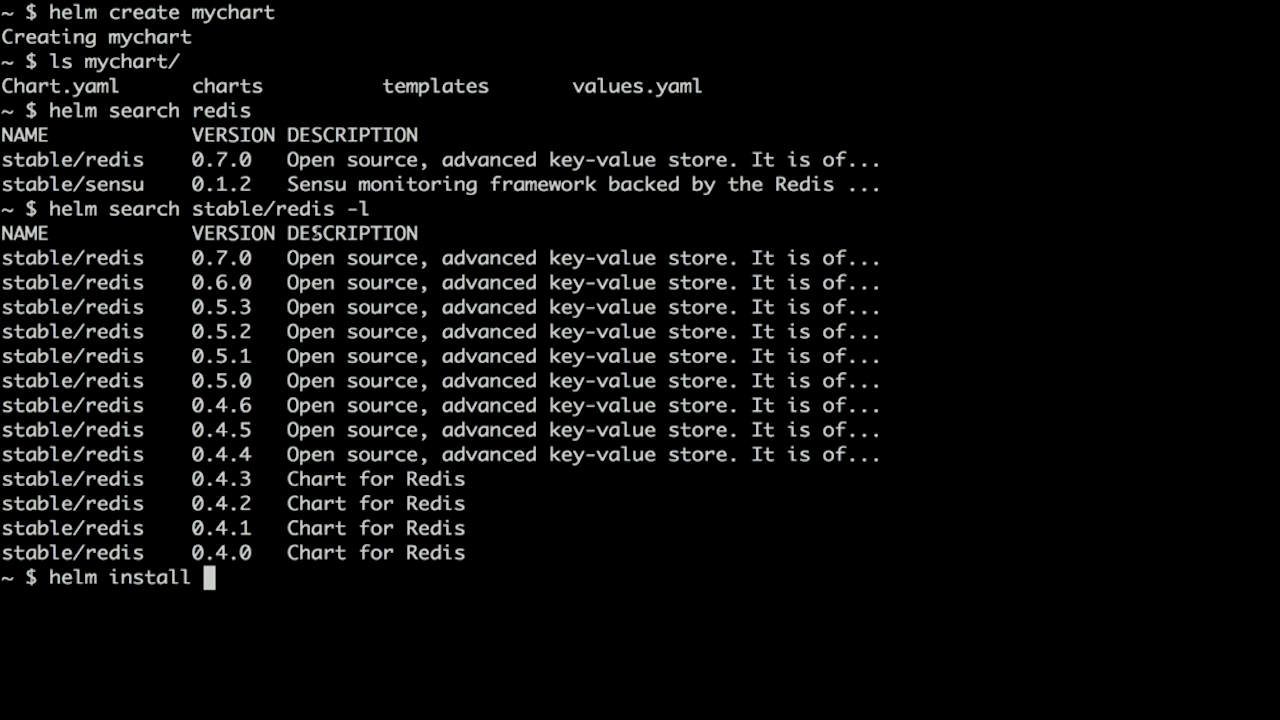 ~ $ helm create mychart
Creating mychart
~ $ ls mychart/
Chart.yaml charts templates values.yaml
~ $ helm search redis
NAME VERSION DESCRIPTION
stable/redis 0.7.0 Open source, advanced key-value store. It is of...
stable/sensu 0.1.2 Sensu monitoring framework backed by the Redis ...
~ $ helm search stable/redis -l
NAME VERSION DESCRIPTION
stable/redis 0.7.0 Open source, advanced key-value store. It is of...
stable/redis 0.6.0 Open source, advanced key-value store. It is of...
stable/redis 0.5.3 Open source, advanced key-value store. It is of...
stable/redis 0.5.2 Open source, advanced key-value store. It is of...
stable/redis 0.5.1 Open source, advanced key-value store. It is of...
stable/redis 0.5.0 Open source, advanced key-value store. It is of...
stable/redis 0.4.6 Open source, advanced key-value store. It is of...
stable/redis 0.4.5 Open source, advanced key-value store. It is of...
stable/redis 0.4.4 Open source, advanced key-value store. It is of...
stable/redis 0.4.3 Chart for Redis
stable/redis 0.4.2 Chart for Redis
stable/redis 0.4.1 Chart for Redis
stable/redis 0.4.0 Chart for Redis
~ $ helm install